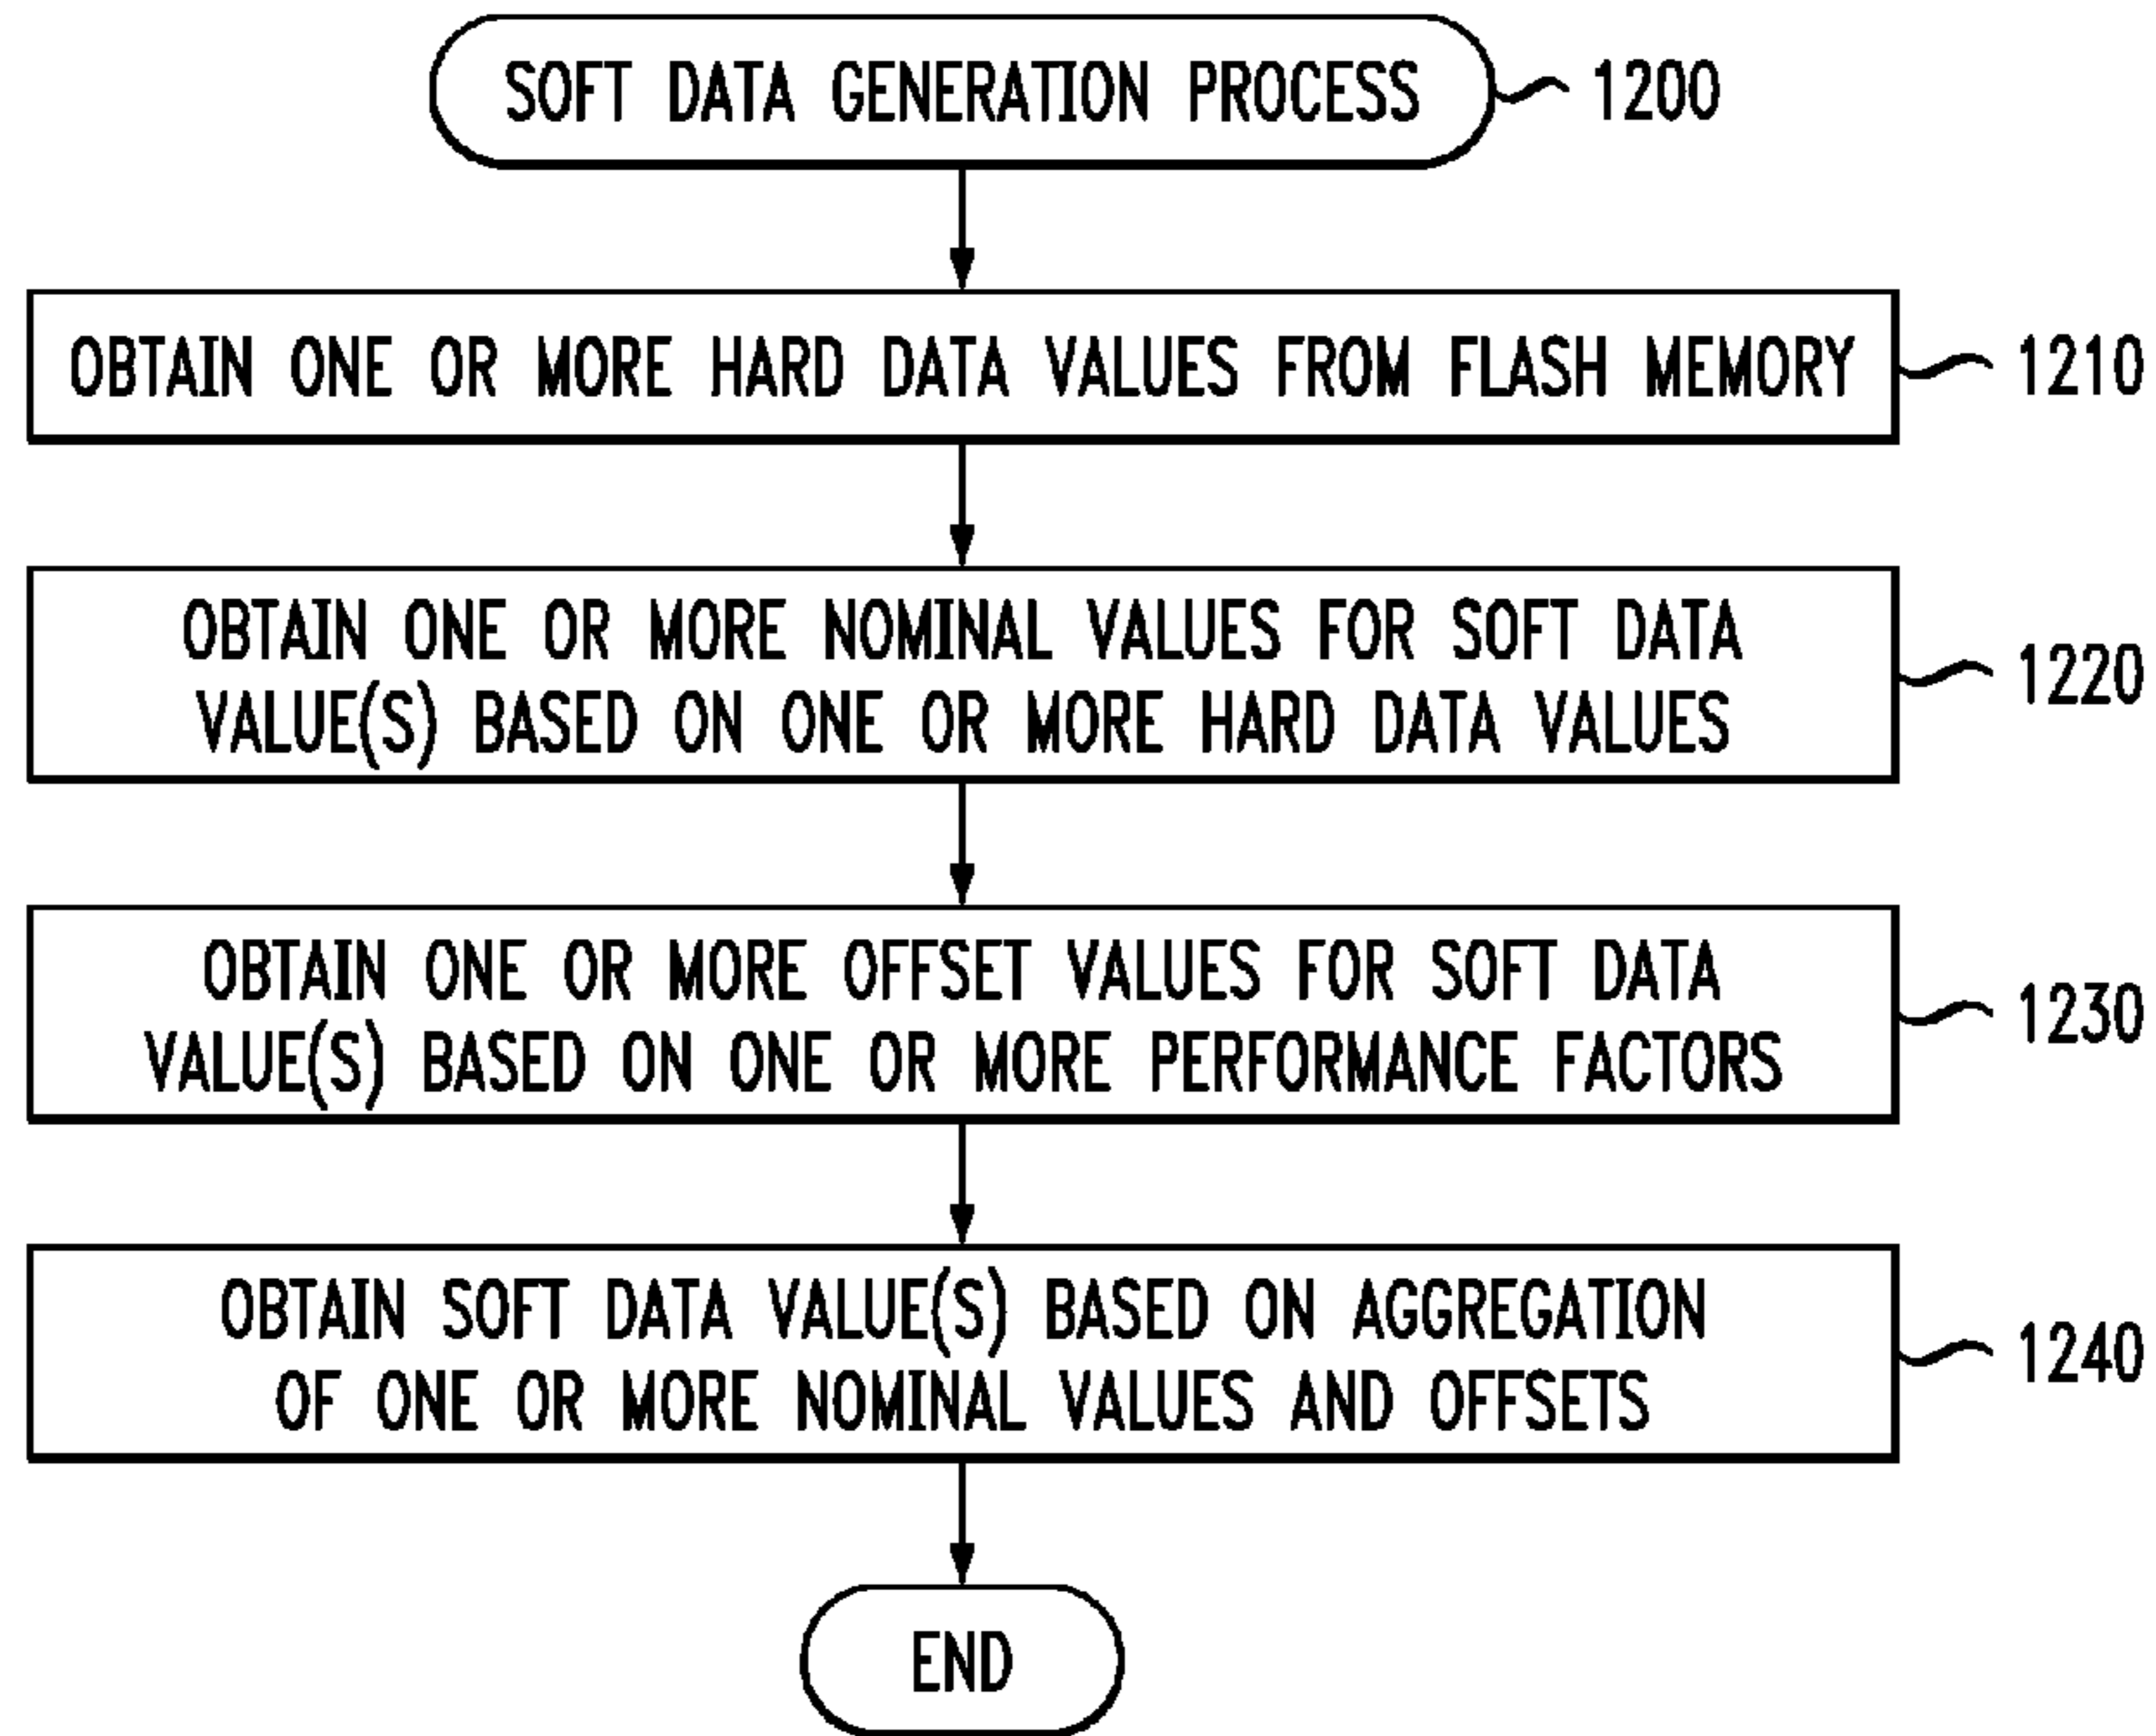 SOFT DATA GENERATION PROCESS
1200
OBTAIN ONE OR MORE HARD DATA VALUES FROM FLASH MEMORY
1210
OBTAIN ONE OR MORE NOMINAL VALUES FOR SOFT DATA
VALUE(S) BASED ON ONE OR MORE HARD DATA VALUES
1220
OBTAIN ONE OR MORE OFFSET VALUES FOR SOFT DATA
VALUE(S) BASED ON ONE OR MORE PERFORMANCE FACTORS
1230
OBTAIN SOFT DATA VALUE(S) BASED ON AGGREGATION
OF ONE OR MORE NOMINAL VALUES AND OFFSETS
1240
END